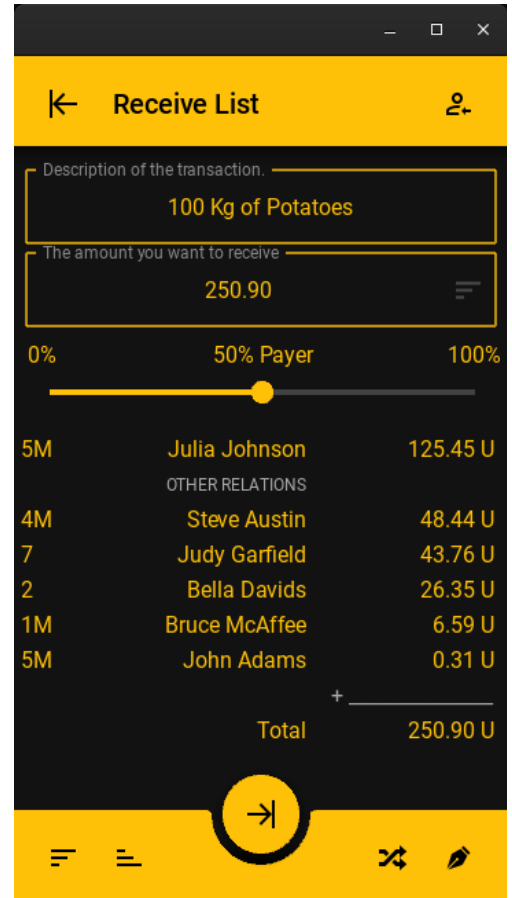 Receive List
Description of the transaction.
100 Kg of Potatoes
The amount you want to receive
250.90
0% 50% Payer 100%
5M Julia Johnson 125.45 U
OTHER RELATIONS
4M Steve Austin 48.44 U
7 Judy Garfield 43.76 U
2 Bella Davids 26.35 U
1M Bruce McAffee 6.59 U
5M John Adams 0.31 U
+
Total 250.90 U